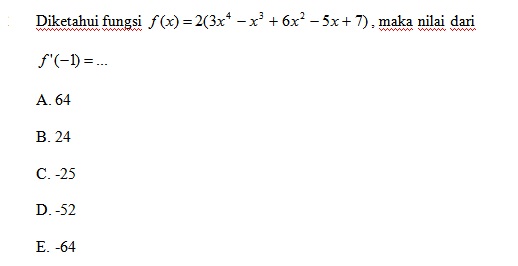 Diketahui fungsi f(x) = 2(3x⁴ − x³ + 6x² − 5x + 7), maka nilai dari
f'(−1) = ...
A. 64
B. 24
C. -25
D. -52
E. -64